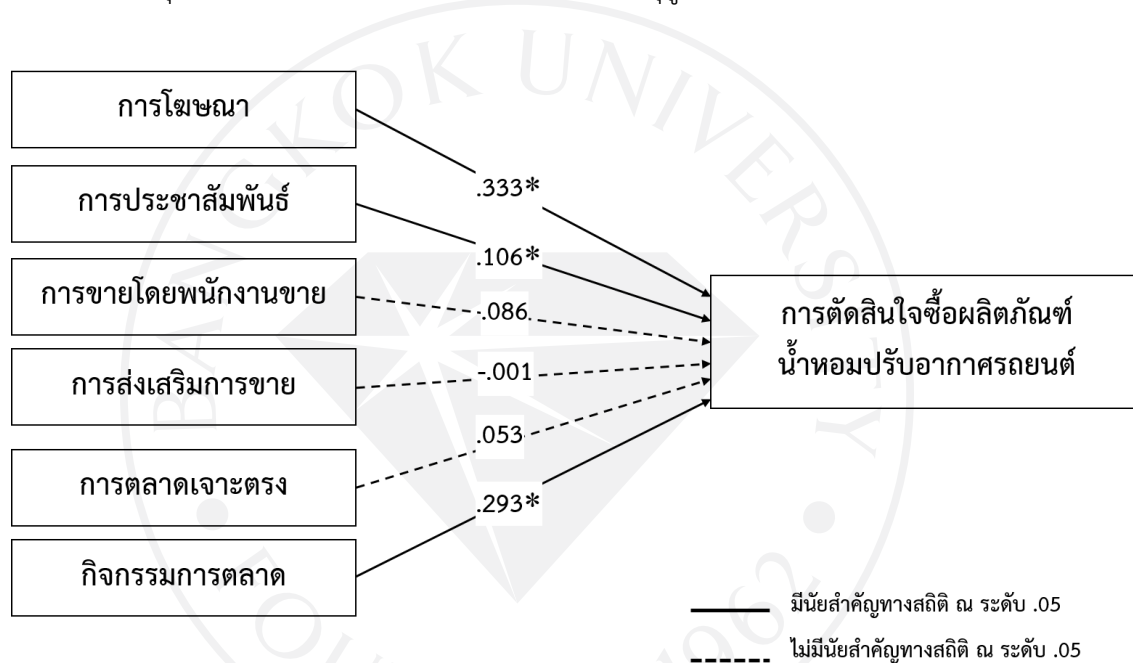 การโฆษณา
.333*
การประชาสัมพันธ์
.106*
การขายโดยพนักงานขาย
.086
การส่งเสริมการขาย
-.001
การตลาดเจาะตรง
.053
กิจกรรมการตลาด
.293*
การตัดสินใจซื้อผลิตภัณฑ์
น้ำหอมปรับอากาศรถยนต์
มีนัยสำคัญทางสถิติ ณ ระดับ .05
ไม่มีนัยสำคัญทางสถิติ ณ ระดับ .05
BANGKOK UNIVERSITY